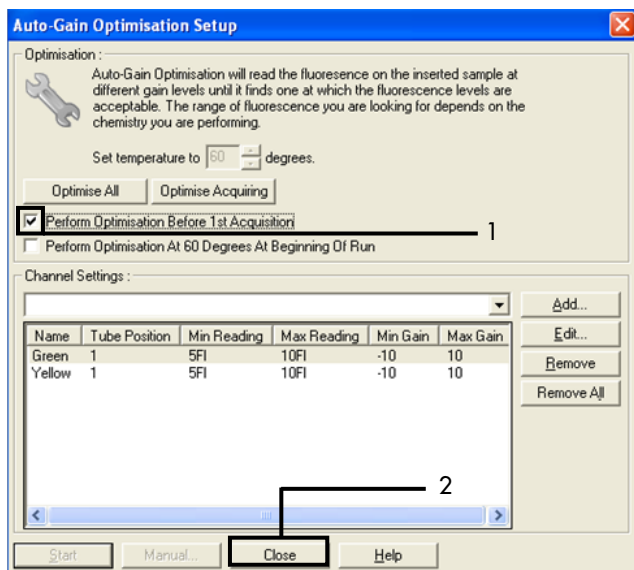 Auto-Gain Optimisation Setup
Optimisation :
Auto-Gain Optimisation will read the fluoresence on the inserted sample at
different gain levels until it finds one at which the fluorescence levels are
acceptable. The range of fluorescence you are looking for depends on the
chemistry you are performing.
Set temperature to 60 degrees.
Optimise All Optimise Acquiring
Perform Optimisation Before 1st Acquisition 1
Perform Optimisation At 60 Degrees At Beginning Of Run
Channel Settings :
Add...
Name Tube Position Min Reading Max Reading Min Gain Max Gain Edit...
Green 1 5Fl 10Fl -10 10
Yellow 1 5Fl 10Fl -10 10
Remove
Remove All
2
Start Manual... Close Help